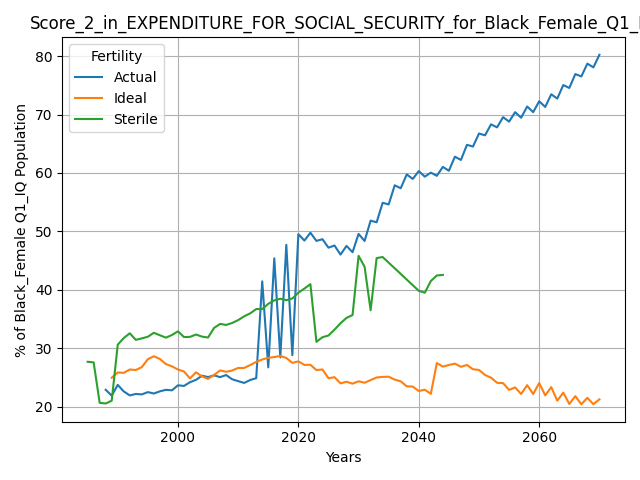 Score_2_in_EXPENDITURE_FOR_SOCIAL_SECURITY_for_Black_Female_Q1_I
Fertility
Actual
Ideal
Sterile
% of Black_Female Q1_IQ Population
80
70
60
50
40
30
20
2000 2020 2040 2060
Years